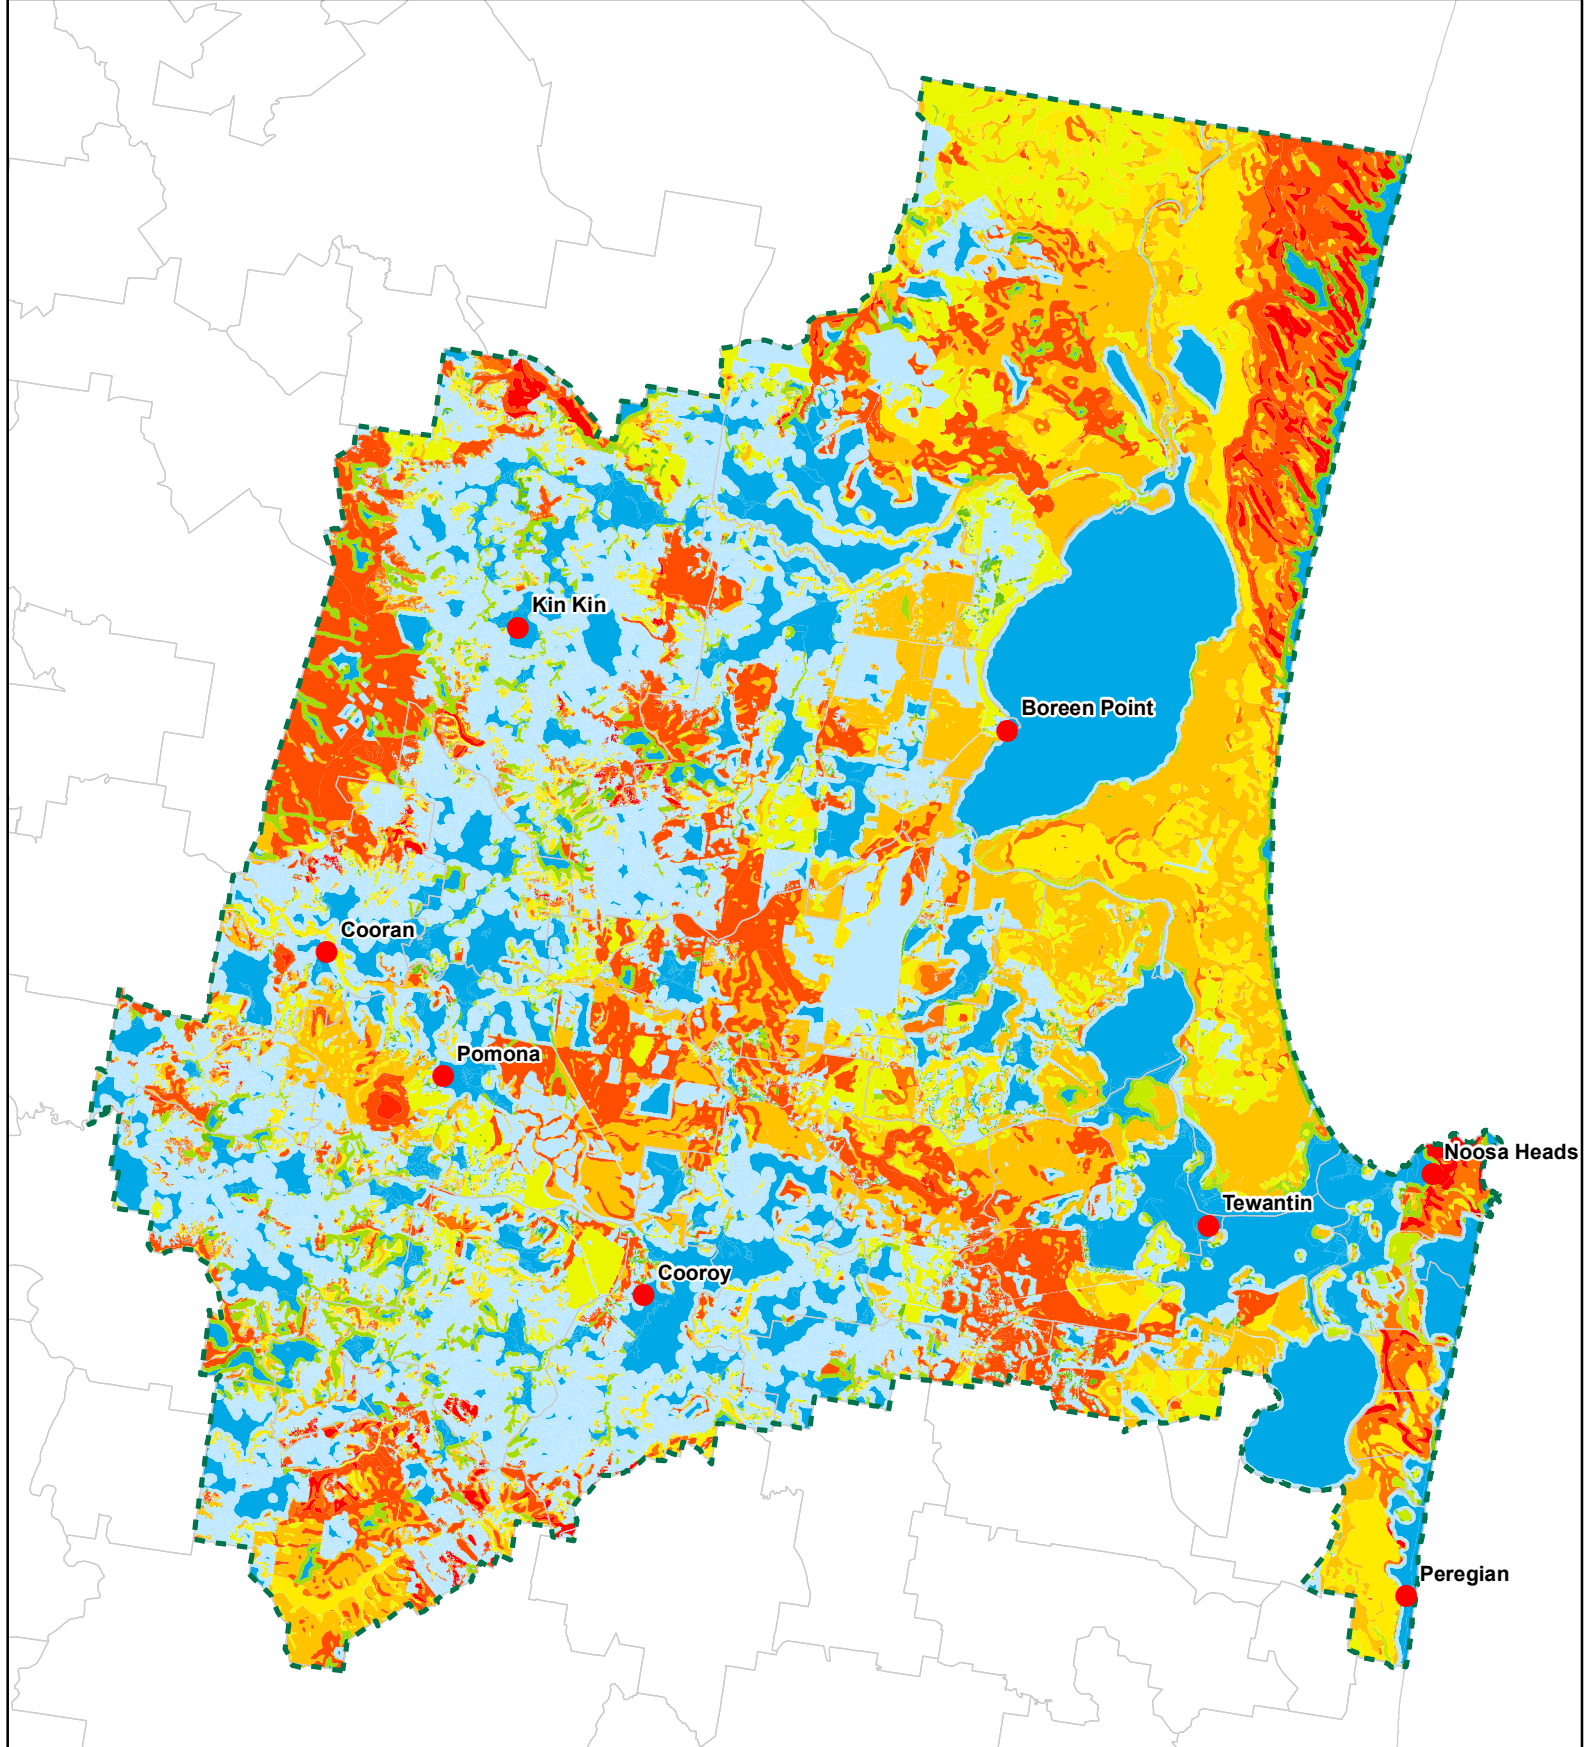 Kin Kin
Boreen Point
Cooran
Pomona
Noosa Heads
Tewantin
Cooroy
Peregian